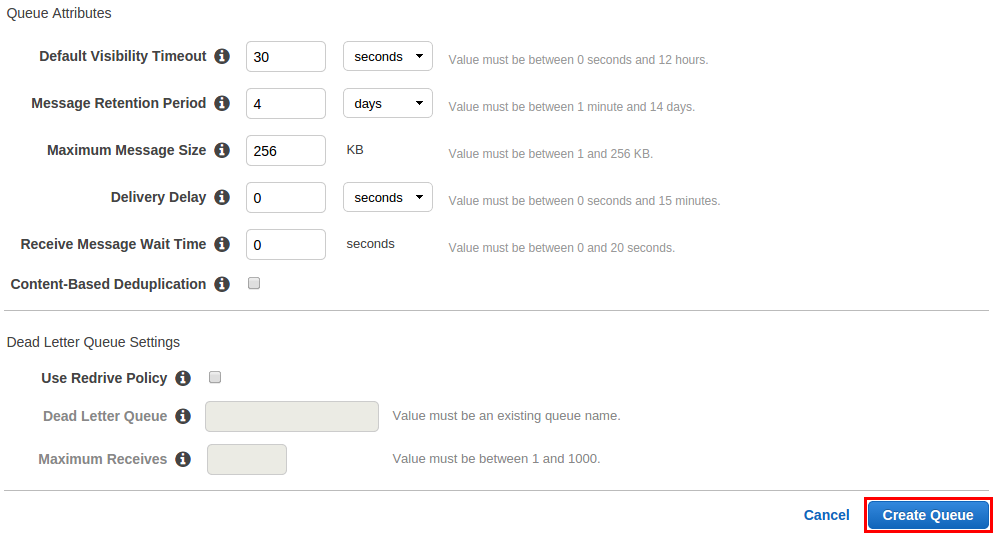 Queue Attributes
Default Visibility Timeout 30 seconds Value must be between 0 seconds and 12 hours.
Message Retention Period 4 days Value must be between 1 minute and 14 days.
Maximum Message Size 256 KB Value must be between 1 and 256 KB.
Delivery Delay 0 seconds Value must be between 0 seconds and 15 minutes.
Receive Message Wait Time 0 seconds Value must be between 0 and 20 seconds.
Content-Based Deduplication
Dead Letter Queue Settings
Use Redrive Policy
Dead Letter Queue Value must be an existing queue name.
Maximum Receives Value must be between 1 and 1000.
Cancel Create Queue